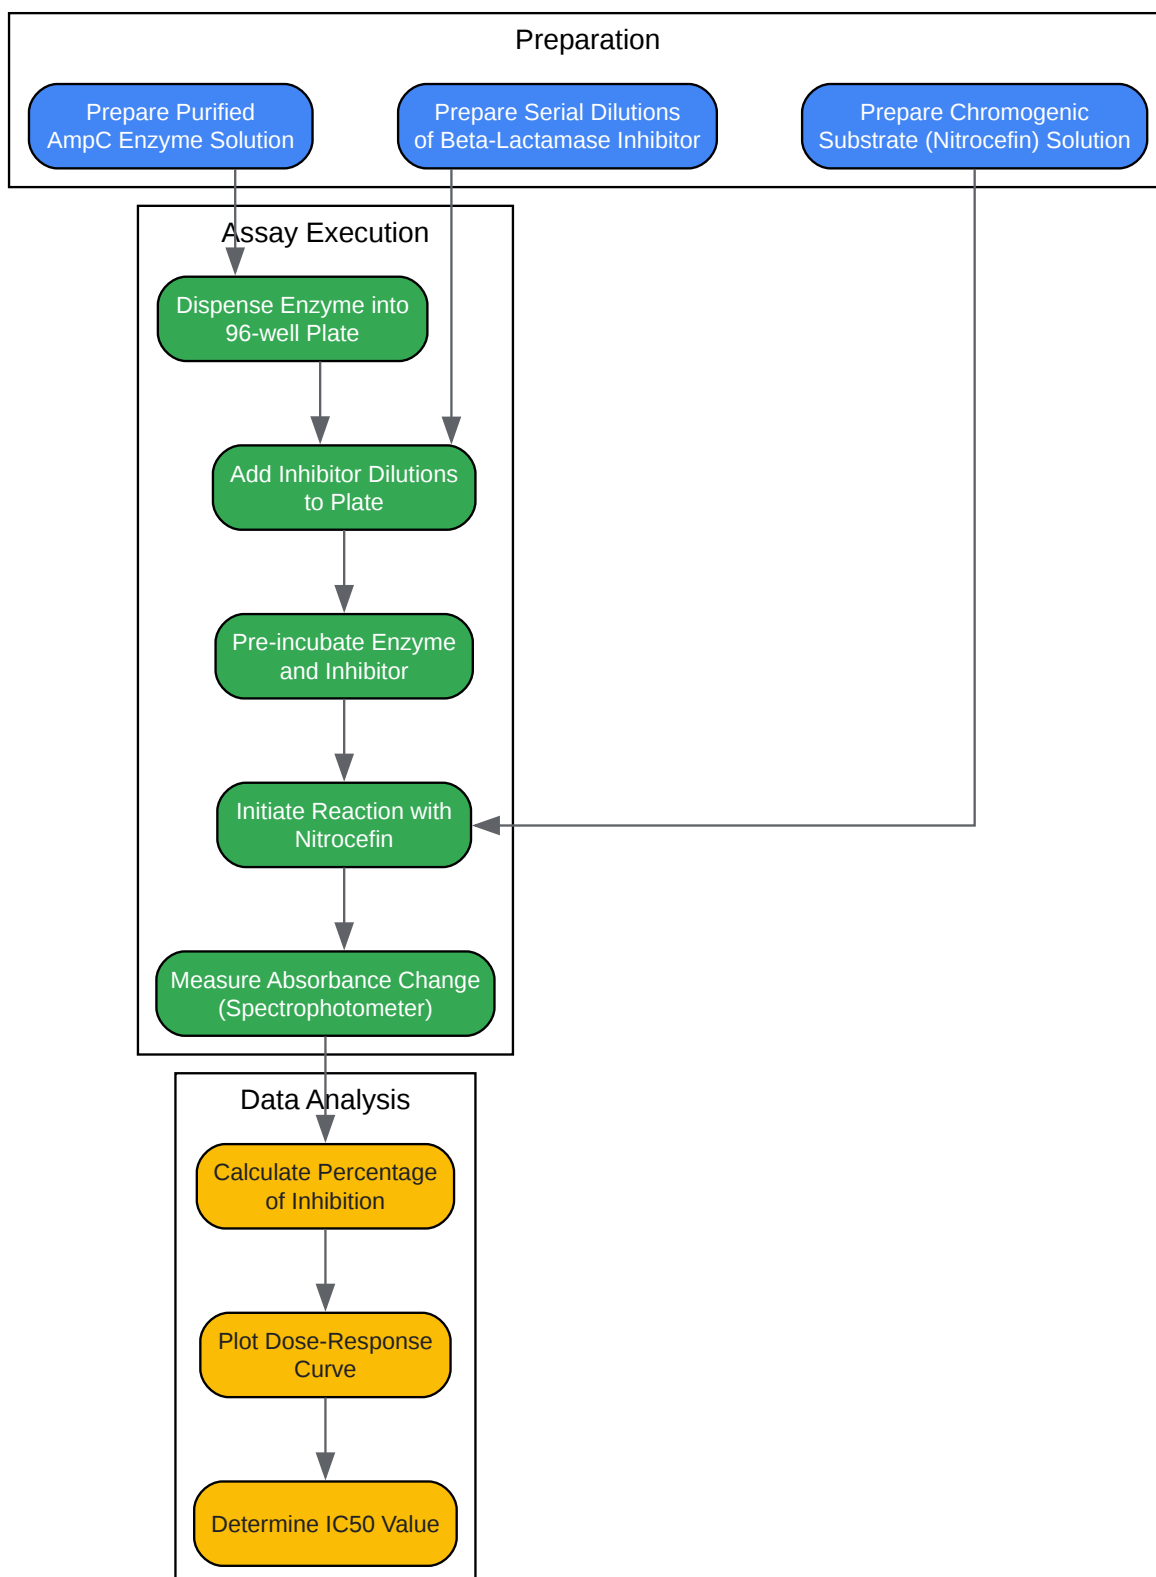 Preparation
Prepare Purified
AmpC Enzyme Solution
Prepare Serial Dilutions
of Beta-Lactamase Inhibitor
Prepare Chromogenic
Substrate (Nitrocefin) Solution
Assay Execution
Dispense Enzyme into
96-well Plate
Add Inhibitor Dilutions
to Plate
Pre-incubate Enzyme
and Inhibitor
Initiate Reaction with
Nitrocefin
Measure Absorbance Change
(Spectrophotometer)
Data Analysis
Calculate Percentage
of Inhibition
Plot Dose-Response
Curve
Determine IC50 Value